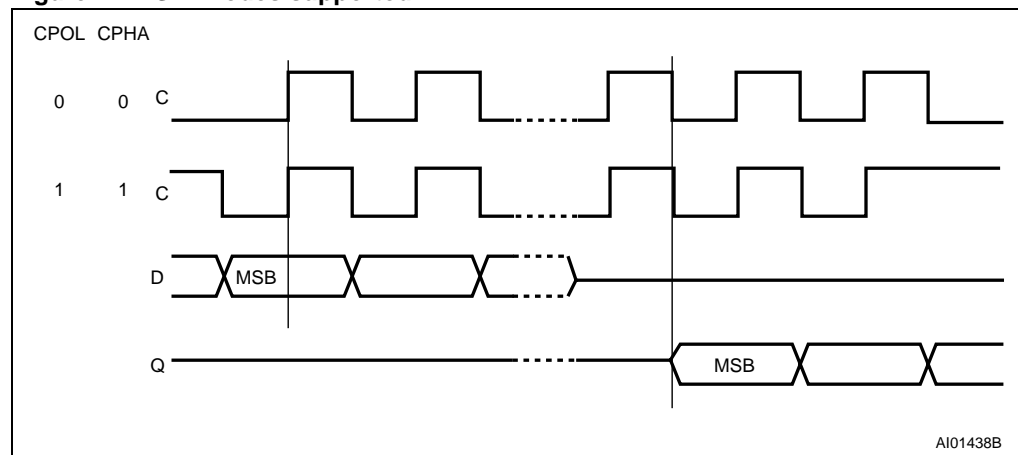 CPOL CPHA
0 0 C
1 1 C
D MSB
Q MSB
AI01438B